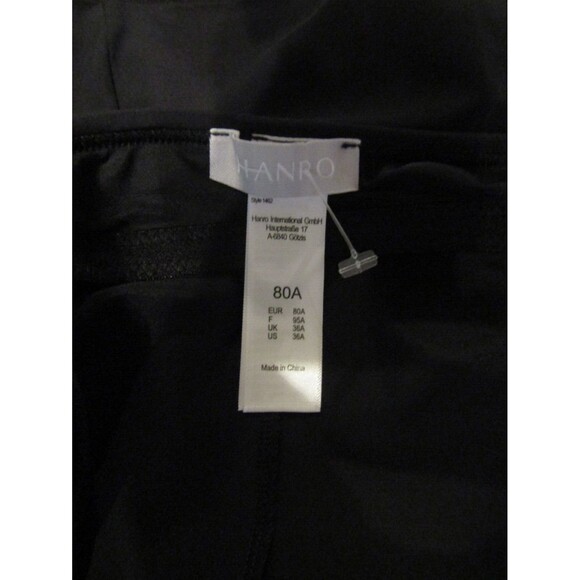 HANRO
Style 1462
Hanro International GmbH
Hauptstraße 17
A-6840 Götzis
80A
EUR 80A
F 95A
UK 36A
US 36A
Made in China